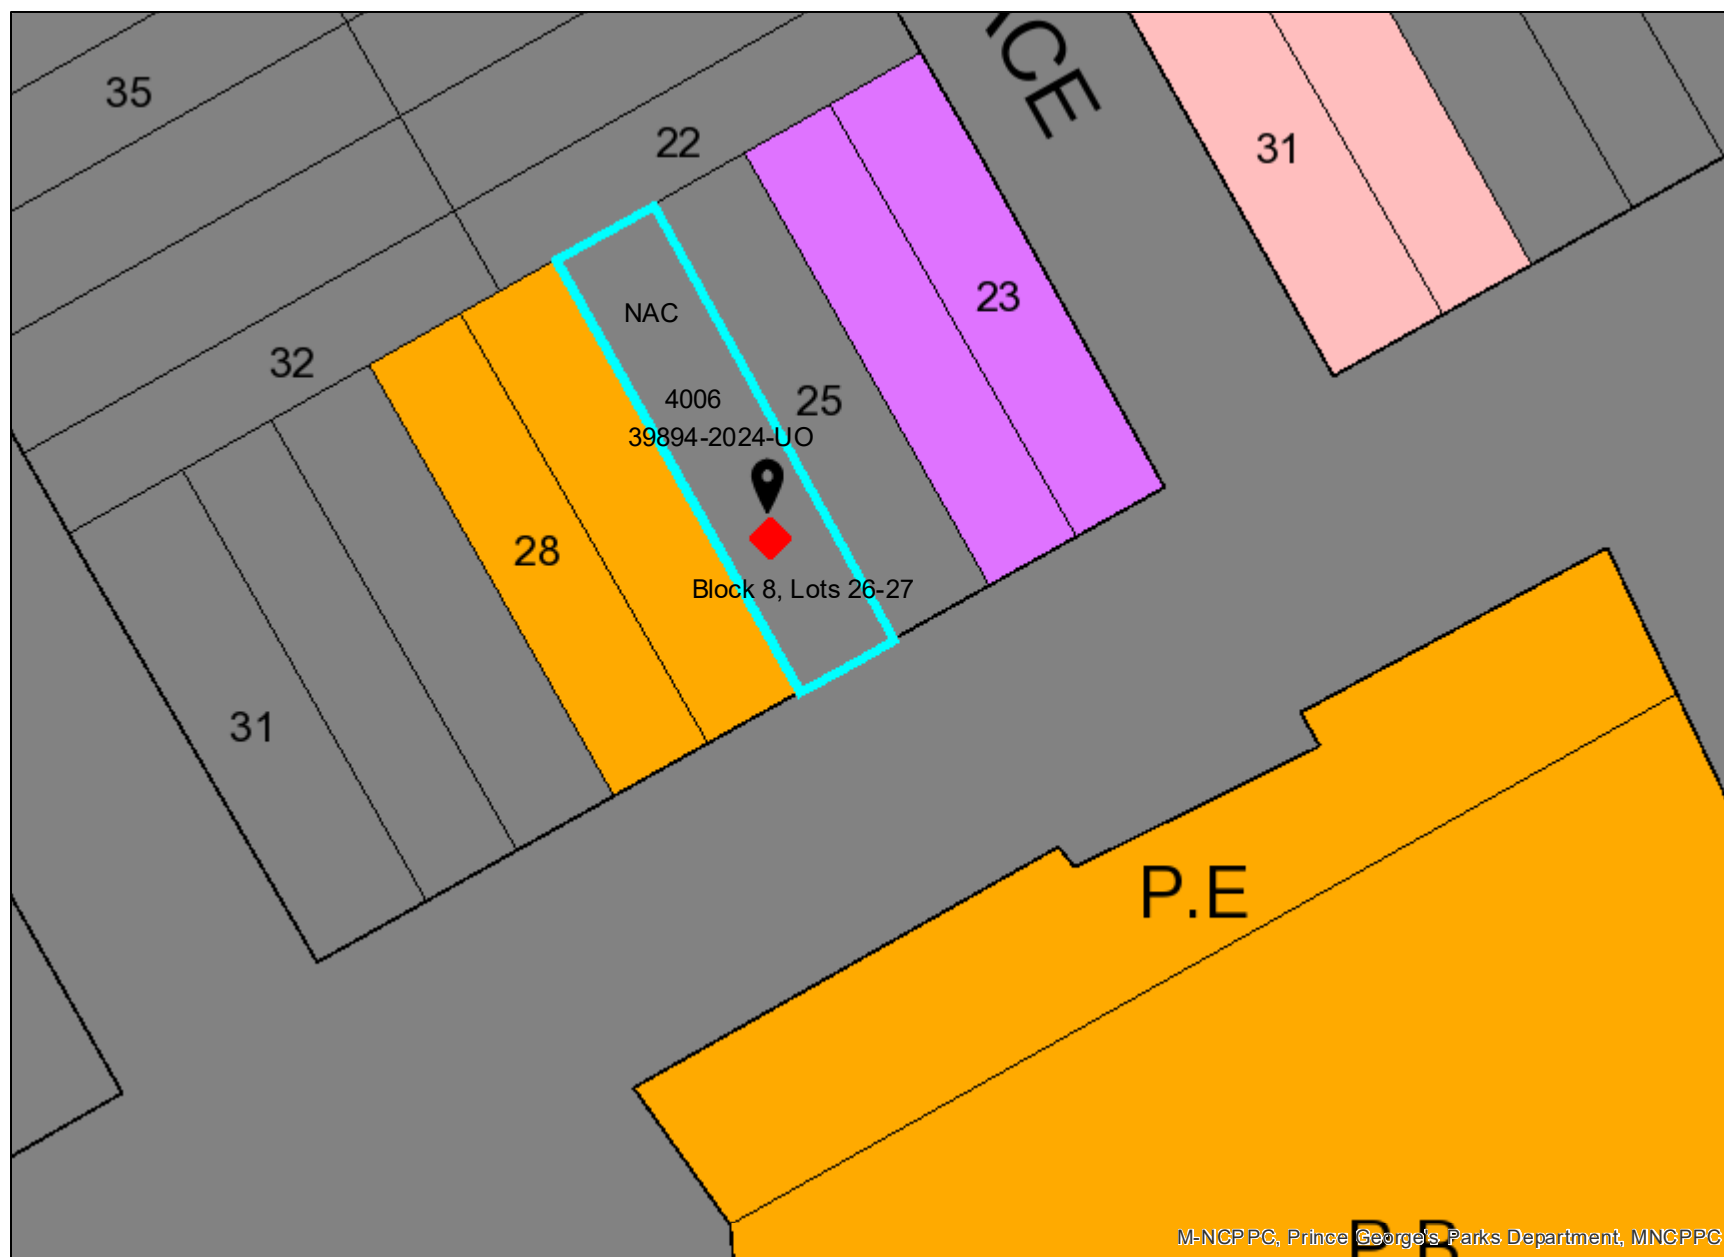 ACE
35
22
31
23
NAC
32
4006
25
39894-2024-UO
28
Block 8, Lots 26-27
31
P.E
P.B
M-NCPPC, Prince George's Parks Department, MNCPPC